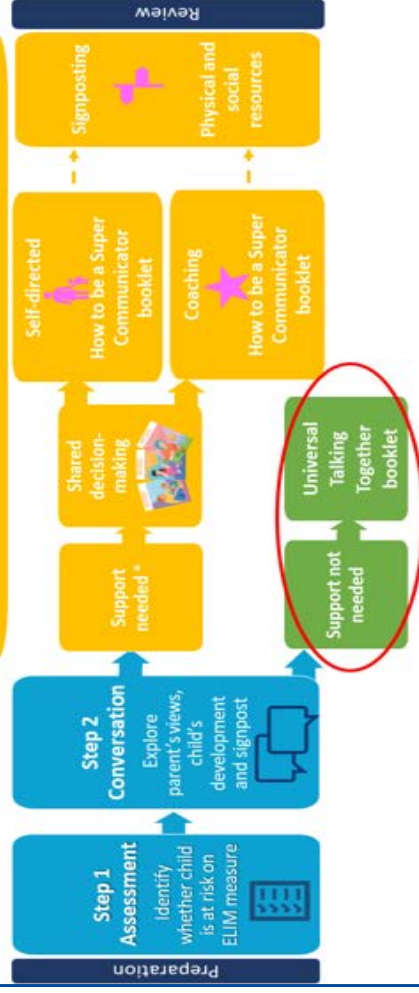 Preparation
Step 1
Assessment
Identify
whether child
is at risk on
ELIM measure
Step 2
Conversation
Explore
parent's views,
child's
development
and signpost
Support
needed *
Shared
decision-
making
Self-directed
How to be a Super
Communicator
booklet
Coaching
How to be a Super
Communicator
booklet
Signposting
Physical and
social
resources
Review
Support not
needed
Universal
Talking
Together
booklet